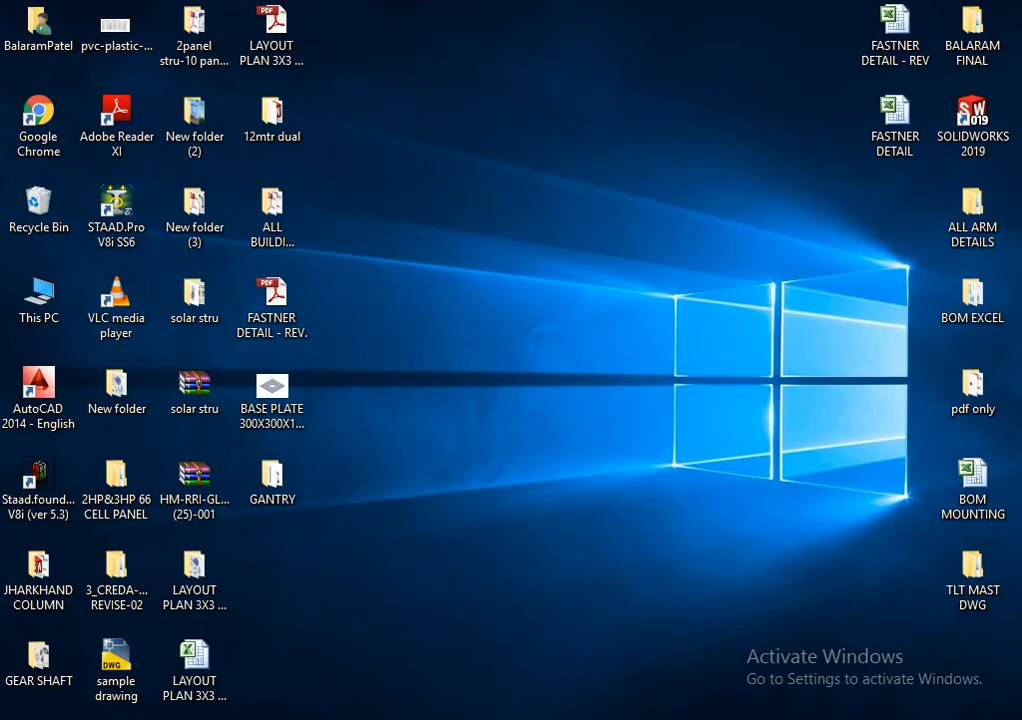 BalaramPatel
pvc-plastic-...
2panel
stru-10 pan...
LAYOUT
PLAN 3X3 ...
FASTNER
DETAIL - REV
BALARAM
FINAL
Google
Chrome
Adobe Reader
XI
New folder
(2)
12mtr dual
FASTNER
DETAIL
SOLIDWORKS
2019
Recycle Bin
STAAD.Pro
V8i SS6
New folder
(3)
ALL
BUILDI...
ALL ARM
DETAILS
This PC
VLC media
player
solar stru
FASTNER
DETAIL - REV.
BOM EXCEL
AutoCAD
2014 - English
New folder
solar stru
BASE PLATE
300X300X1...
pdf only
Staad.found...
V8i (ver 5.3)
2HP&3HP 66
CELL PANEL
HM-RRI-GL...
(25)-001
GANTRY
BOM
MOUNTING
JHARKHAND
COLUMN
3_CREDA-...
REVISE-02
LAYOUT
PLAN 3X3 ...
TLT MAST
DWG
GEAR SHAFT
sample
drawing
LAYOUT
PLAN 3X3 ...
Activate Windows
Go to Settings to activate Windows.